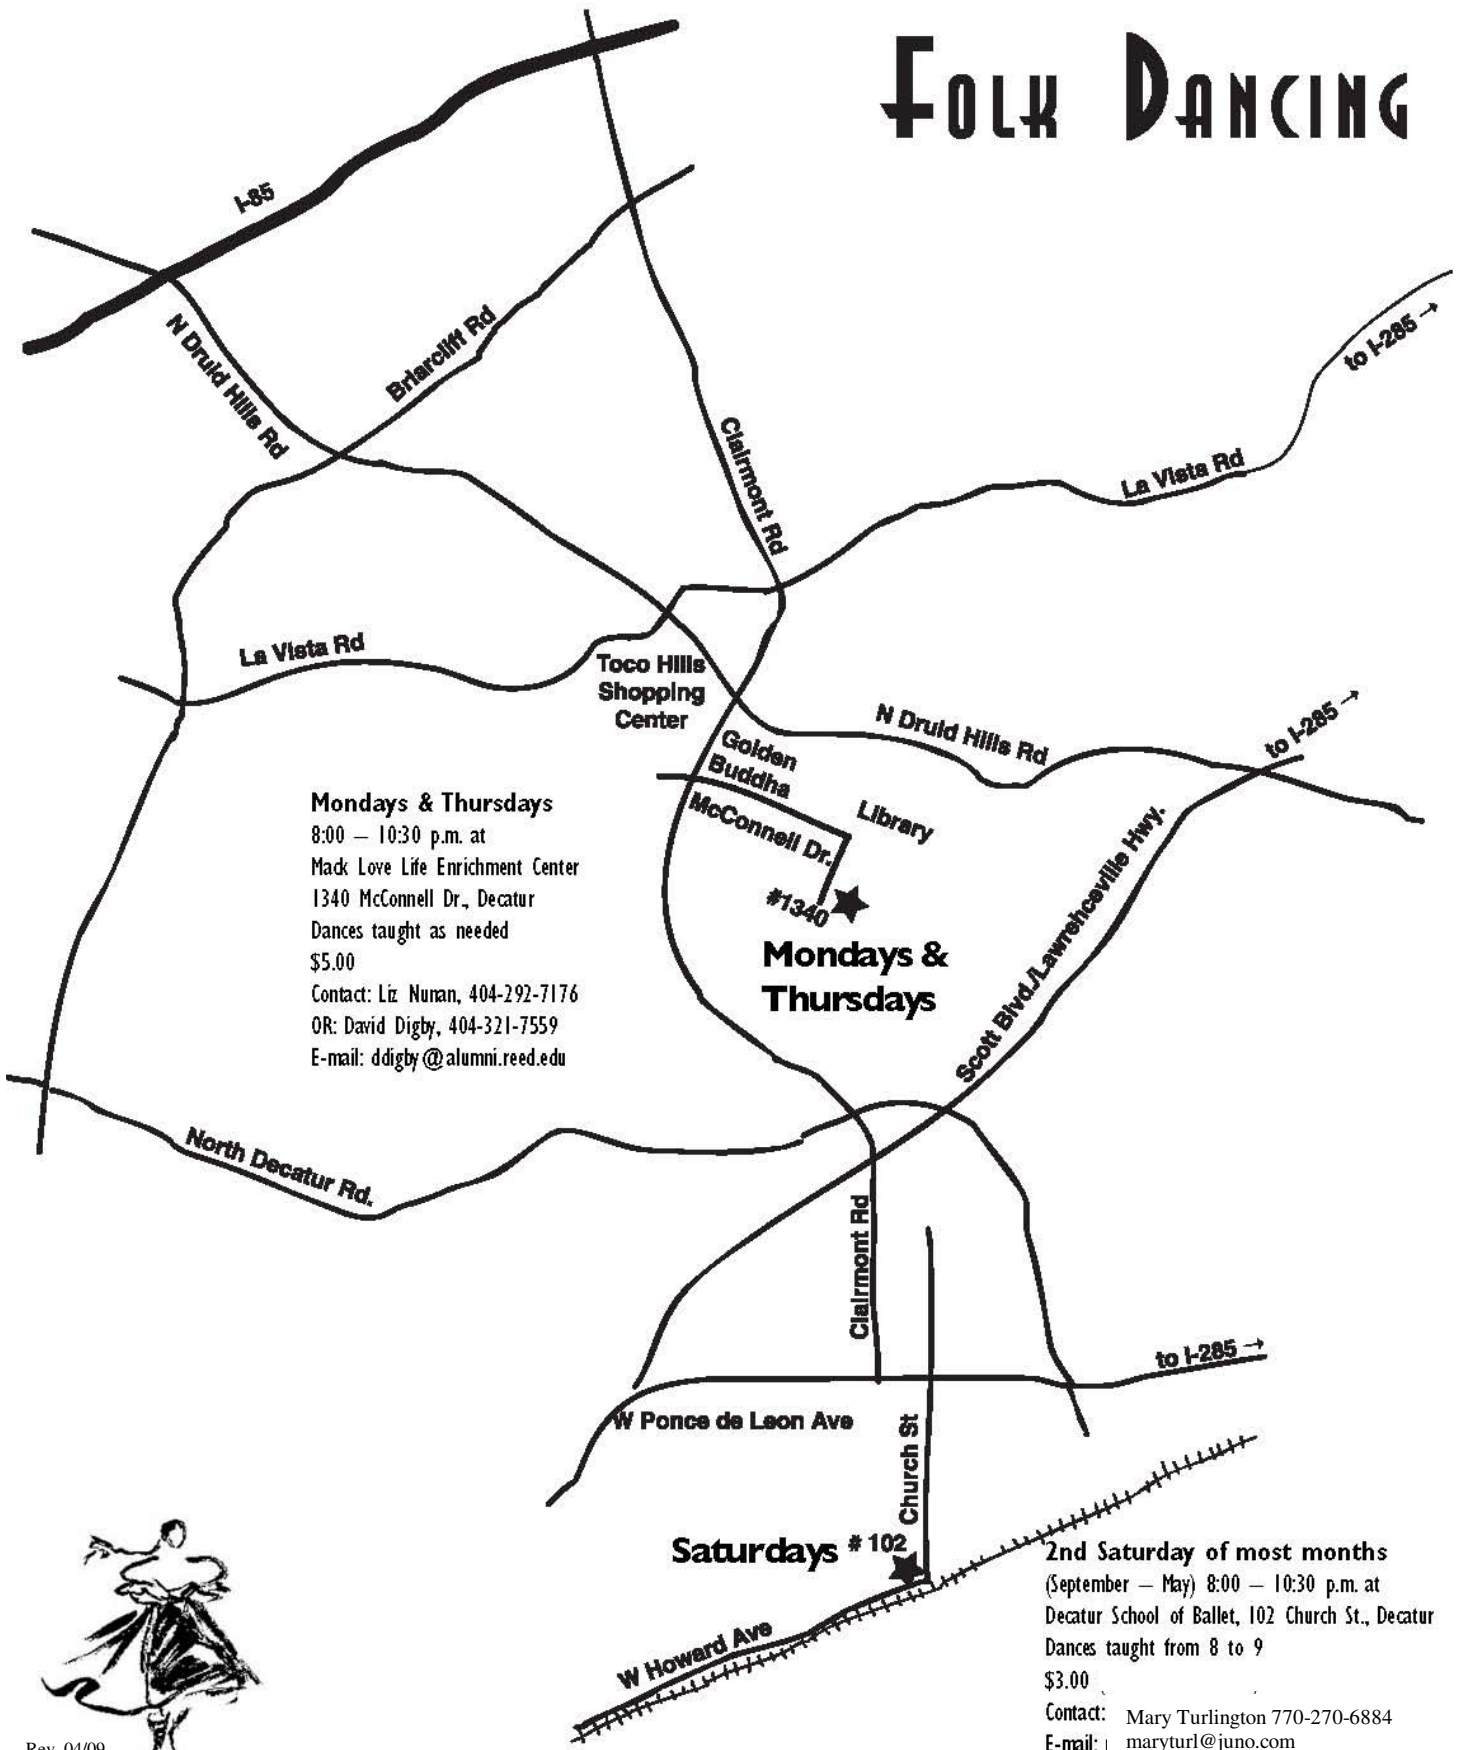 FOLK DANCING
I-85
N Druid Hills Rd
Briarcliff Rd
Clairmont Rd
to I-285 →
La Vista Rd
La Vista Rd
Toco Hills
Shopping
Center
N Druid Hills Rd
to I-285 →
Golden
Buddha
McConnell Dr.
Library
#1340
Mondays &
Thursdays
Scott Blvd./Lawrenceville Hwy.
Mondays & Thursdays
8:00 – 10:30 p.m. at
Mack Love Life Enrichment Center
1340 McConnell Dr., Decatur
Dances taught as needed
$5.00
Contact: Liz Nunan, 404-292-7176
OR: David Digby, 404-321-7559
E-mail: ddigby@alumni.reed.edu
North Decatur Rd.
Clairmont Rd
to I-285 →
W Ponce de Leon Ave
Church St
Saturdays # 102
W Howard Ave
2nd Saturday of most months
(September – May) 8:00 – 10:30 p.m. at
Decatur School of Ballet, 102 Church St., Decatur
Dances taught from 8 to 9
$3.00
Contact: Mary Turlington 770-270-6884
E-mail: maryturl@juno.com
Rev. 04/09